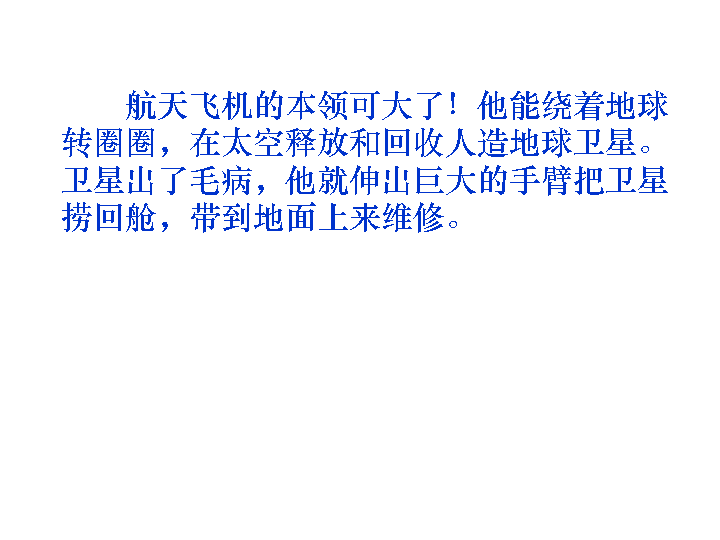 航天飞机的本领可大了！他能绕着地球
转圈圈，在太空释放和回收人造地球卫星。
卫星出了毛病，他就伸出巨大的手臂把卫星
捞回舱，带到地面上来维修。